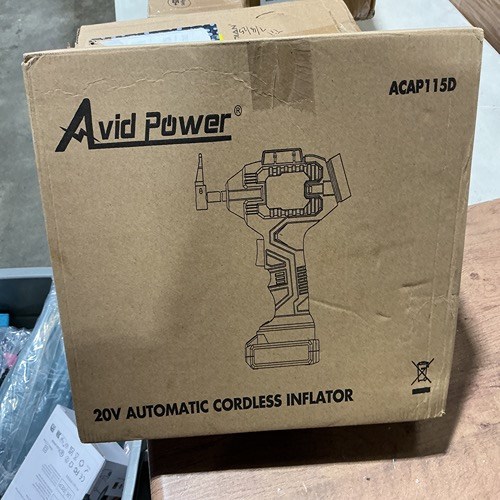 Avid Power®
ACAP115D
20V AUTOMATIC CORDLESS INFLATOR